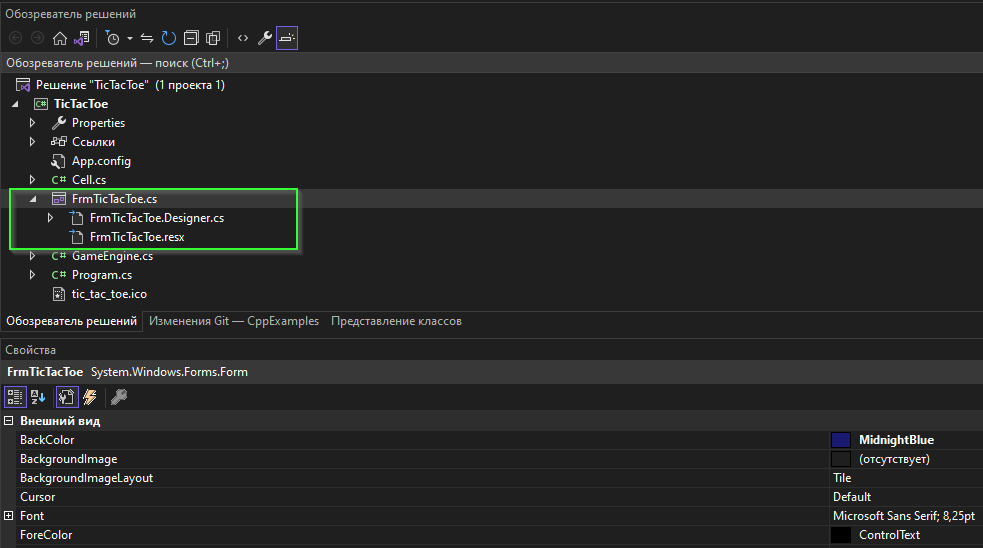 Обозреватель решений
Обозреватель решений — поиск (Ctrl+;)
Решение "TicTacToe" (1 проекта 1)
C# TicTacToe
Properties
Ссылки
App.config
C# Cell.cs
FrmTicTacToe.cs
FrmTicTacToe.Designer.cs
FrmTicTacToe.resx
C# GameEngine.cs
C# Program.cs
tic_tac_toe.ico
Обозреватель решений Изменения Git — CppExamples Представление классов
Свойства
FrmTicTacToe System.Windows.Forms.Form
Внешний вид
BackColor MidnightBlue
BackgroundImage (отсутствует)
BackgroundImageLayout Tile
Cursor Default
Font Microsoft Sans Serif; 8,25pt
ForeColor ControlText